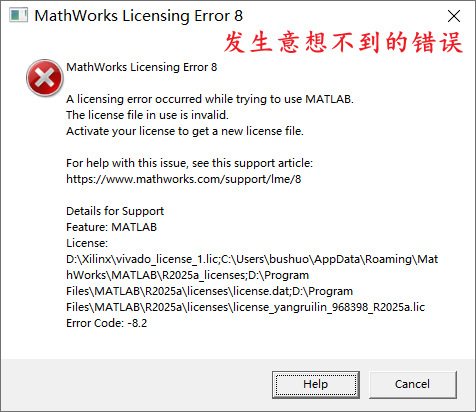 MathWorks Licensing Error 8
发生意想不到的错误
MathWorks Licensing Error 8
A licensing error occurred while trying to use MATLAB.
The license file in use is invalid.
Activate your license to get a new license file.
For help with this issue, see this support article:
https://www.mathworks.com/support/lme/8
Details for Support
Feature: MATLAB
License:
D:\Xilinx\vivado_license_1.lic;C:\Users\bushuo\AppData\Roaming\Mat
hWorks\MATLAB\R2025a_licenses;D:\Program
Files\MATLAB\R2025a\licenses\license.dat;D:\Program
Files\MATLAB\R2025a\licenses\license_yangruilin_968398_R2025a.lic
Error Code: -8.2
Help
Cancel